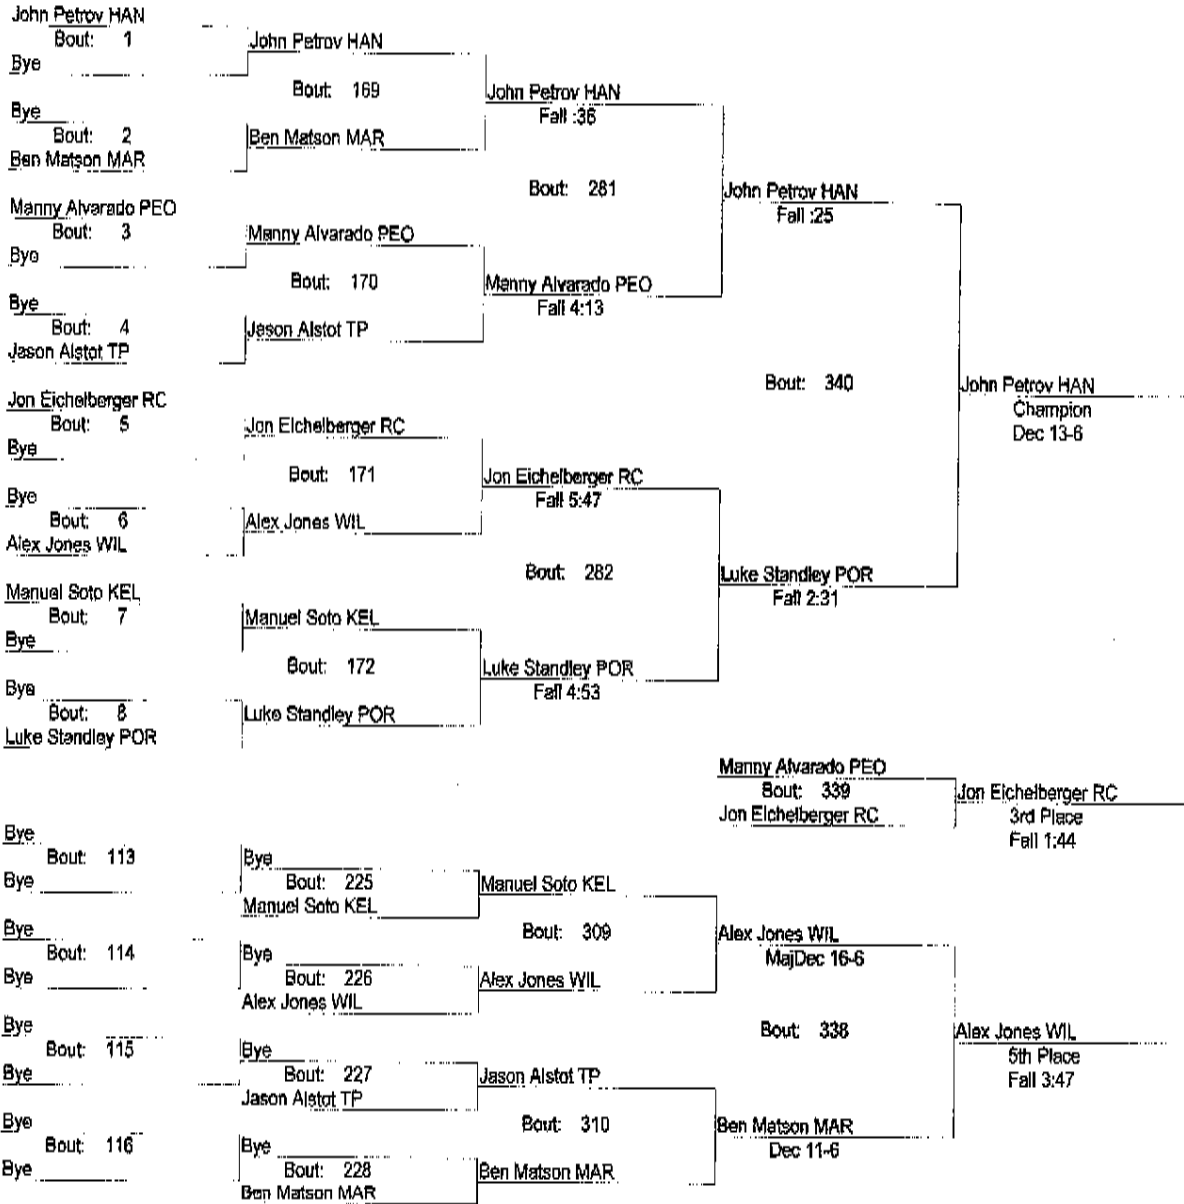 John Petrov HAN
Bout: 1
Bye
John Petrov HAN
Bout: 169
John Petrov HAN
Fall :36
Bye
Bout: 2
Ben Matson MAR
Ben Matson MAR
Bout: 281
John Petrov HAN
Fall :25
Manny Alvarado PEO
Bout: 3
Bye
Manny Alvarado PEO
Bout: 170
Manny Alvarado PEO
Fall 4:13
Bye
Bout: 4
Jason Alstot TP
Jason Alstot TP
Bout: 340
John Petrov HAN
Champion
Dec 13-6
Jon Eichelberger RC
Bout: 5
Bye
Jon Eichelberger RC
Bout: 171
Jon Eichelberger RC
Fall 5:47
Bye
Bout: 6
Alex Jones WIL
Alex Jones WIL
Bout: 282
Luke Standley POR
Fall 2:31
Manuel Soto KEL
Bout: 7
Bye
Manuel Soto KEL
Bout: 172
Luke Standley POR
Fall 4:53
Bye
Bout: 8
Luke Standley POR
Luke Standley POR
Manny Alvarado PEO
Bout: 339
Jon Eichelberger RC
Jon Eichelberger RC
3rd Place
Fall 1:44
Bye
Bout: 113
Bye
Bye
Bout: 225
Manuel Soto KEL
Manuel Soto KEL
Bye
Bout: 114
Bye
Bye
Bout: 226
Alex Jones WIL
Bout: 309
Alex Jones WIL
Alex Jones WIL
MajDec 16-6
Bye
Bout: 115
Bye
Bye
Bout: 227
Jason Alstot TP
Jason Alstot TP
Bout: 338
Alex Jones WIL
5th Place
Fall 3:47
Bye
Bout: 116
Bye
Bye
Bout: 228
Ben Matson MAR
Bout: 310
Ben Matson MAR
Ben Matson MAR
Dec 11-6